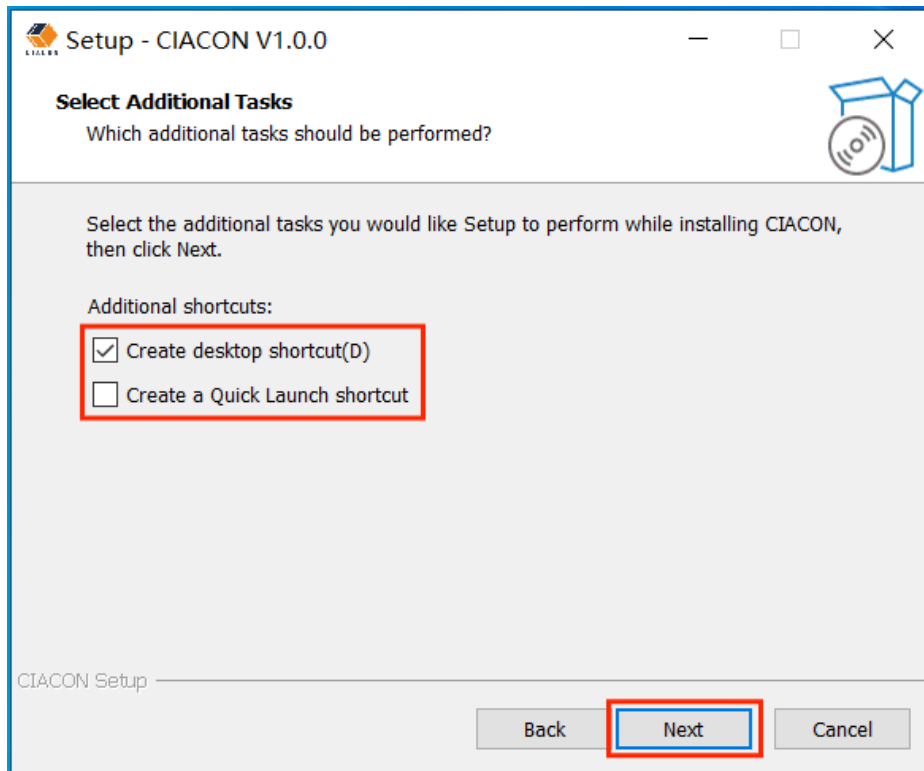 Setup - CIACON V1.0.0
Select Additional Tasks
Which additional tasks should be performed?
Select the additional tasks you would like Setup to perform while installing CIACON,
then click Next.
Additional shortcuts:
Create desktop shortcut(D)
Create a Quick Launch shortcut
CIACON Setup
Back
Next
Cancel